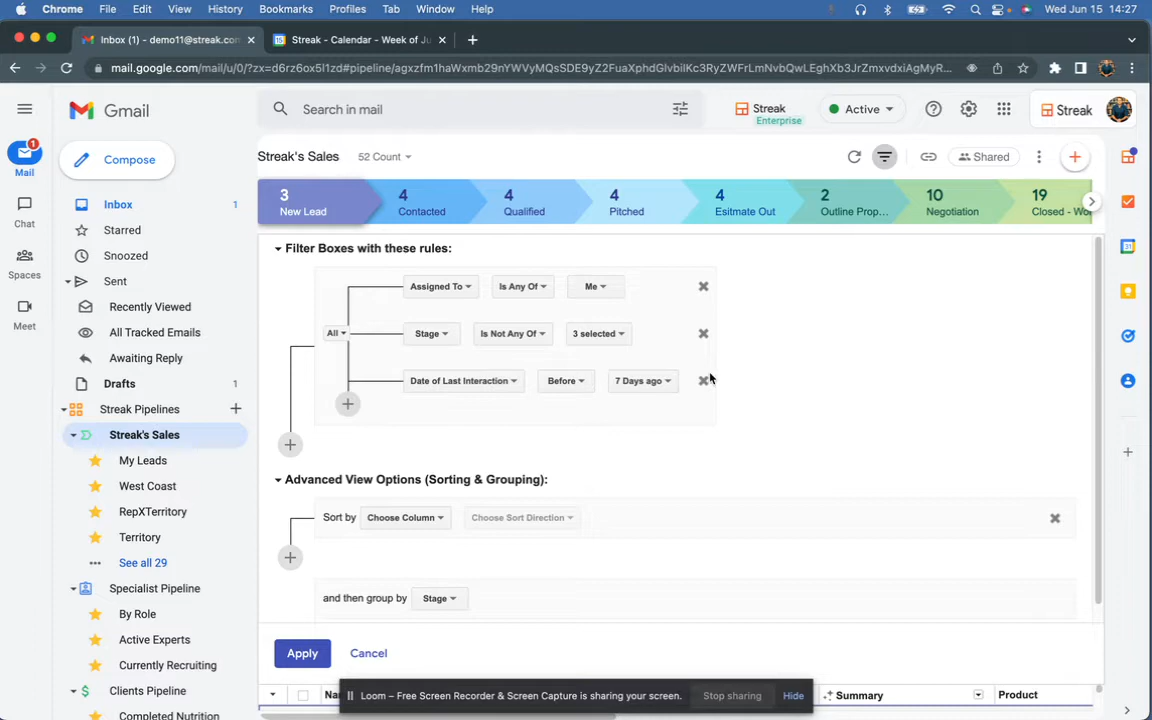 Chrome File Edit View History Bookmarks Profiles Tab Window Help Wed Jun 15 14:27
Inbox (1) - demo11@streak.con
Streak - Calendar - Week of Ju
mail.google.com/mail/u/0/?zx=d6rz6ox5l1zd#pipeline/agxzfm1haWxmb29nYWVyMQsSDE9yZ2FuaXphdGlvbilKc3RyZWFrLmNvbQwLEghXb3JrZmxvdxiAgMyR...
Gmail
Search in mail
Streak
Enterprise
Active
Streak
Compose
1
Mail
Chat
Spaces
Meet
Inbox 1
Starred
Snoozed
Sent
Recently Viewed
All Tracked Emails
Awaiting Reply
Drafts 1
Streak Pipelines
Streak's Sales
My Leads
West Coast
RepXTerritory
Territory
See all 29
Specialist Pipeline
By Role
Active Experts
Currently Recruiting
Clients Pipeline
Completed Nutrition
Streak's Sales 52 Count
Shared
3 New Lead
4 Contacted
4 Qualified
4 Pitched
4 Esitmate Out
2 Outline Prop...
10 Negotiation
19 Closed - Wo
Filter Boxes with these rules:
Assigned To Is Any Of Me
All Stage Is Not Any Of 3 selected
Date of Last Interaction Before 7 Days ago
Advanced View Options (Sorting & Grouping):
Sort by Choose Column Choose Sort Direction
and then group by Stage
Apply Cancel
Loom – Free Screen Recorder & Screen Capture is sharing your screen. Stop sharing Hide
Summary Product